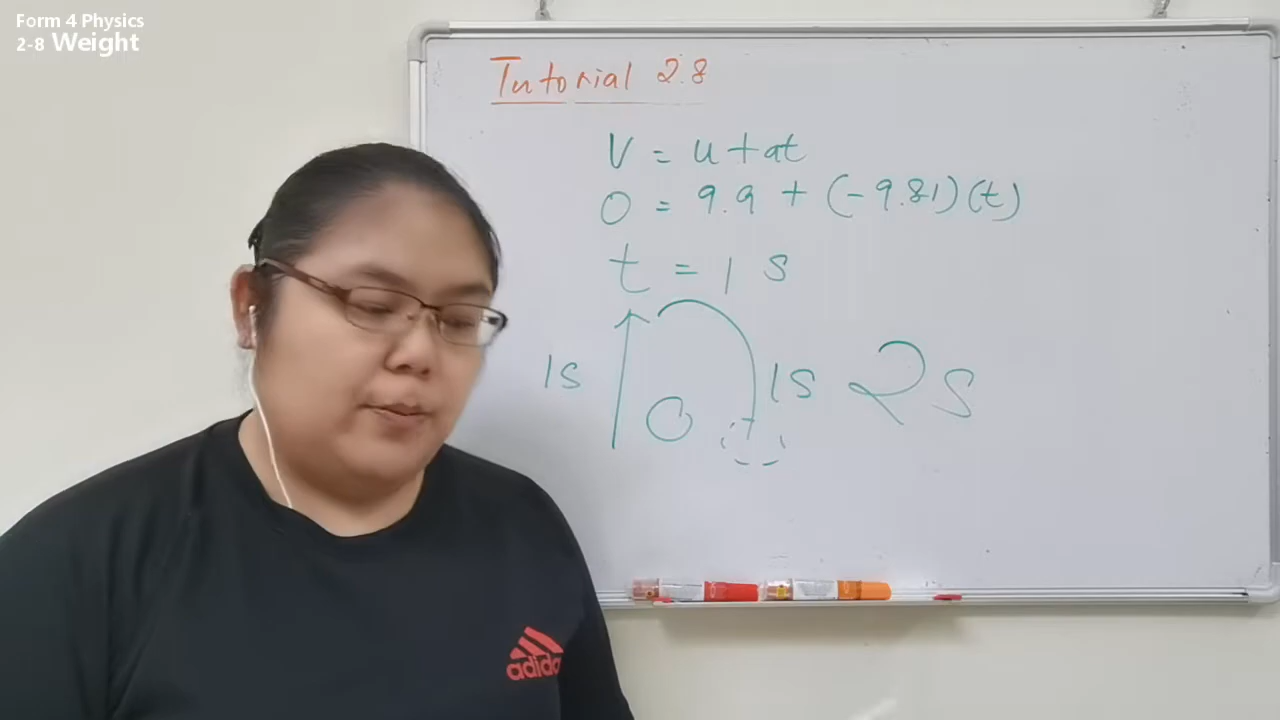 Form 4 Physics
2-8 Weight
Tutorial 2.8
V = u + at
0 = 9.9 + (-9.81)(t)
t = 1 s
1s 1s 2s
adidas